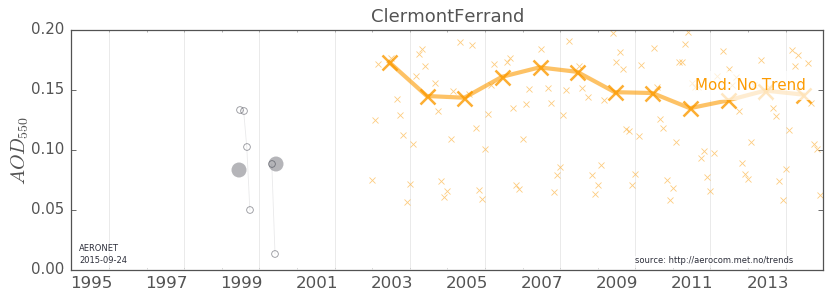 ClermontFerrand
0.20
0.15
0.10
0.05
0.00
AOD550
Mod: No Trend
AERONET
2015-09-24
source: http://aerocom.met.no/trends
1995 1997 1999 2001 2003 2005 2007 2009 2011 2013